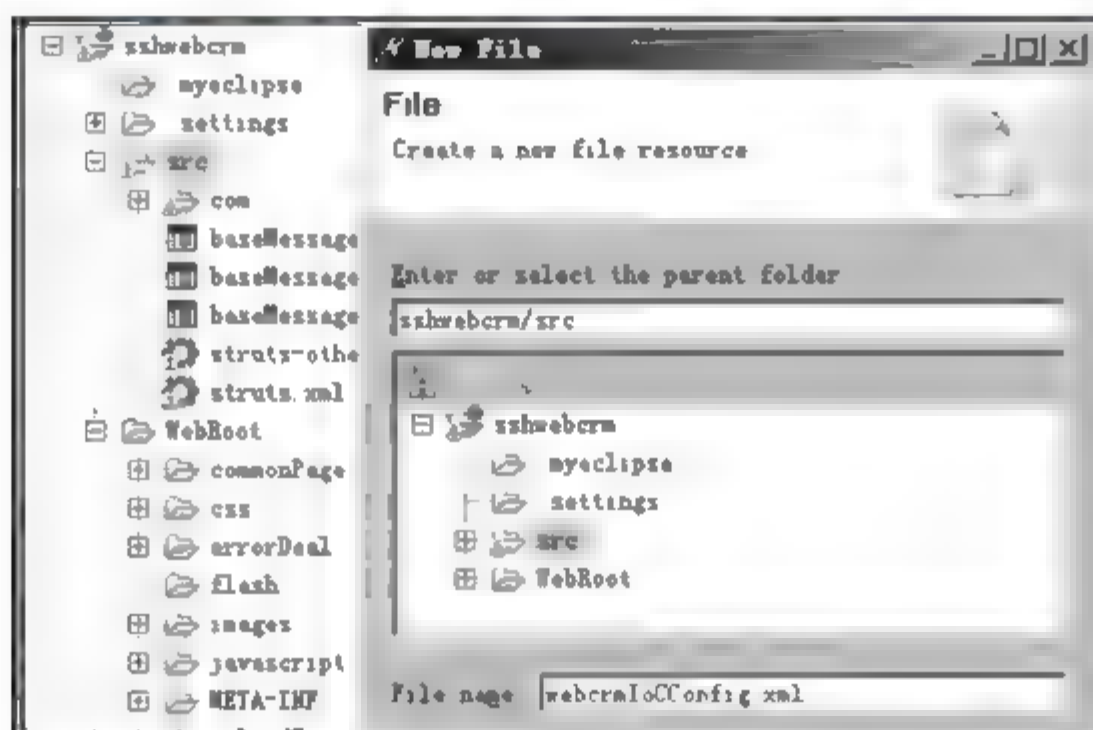 sshwebcrm
myeclipse
settings
src
com
baseMessage
baseMessage
baseMessage
struts-othe
struts.xml
WebRoot
commonPage
css
errorDeal
flash
images
javascript
META-INF
New File
File
Create a new file resource
Enter or select the parent folder
sshwebcrm/src
sshwebcrm
myeclipse
settings
src
WebRoot
File name webcrmIoCConfig xml